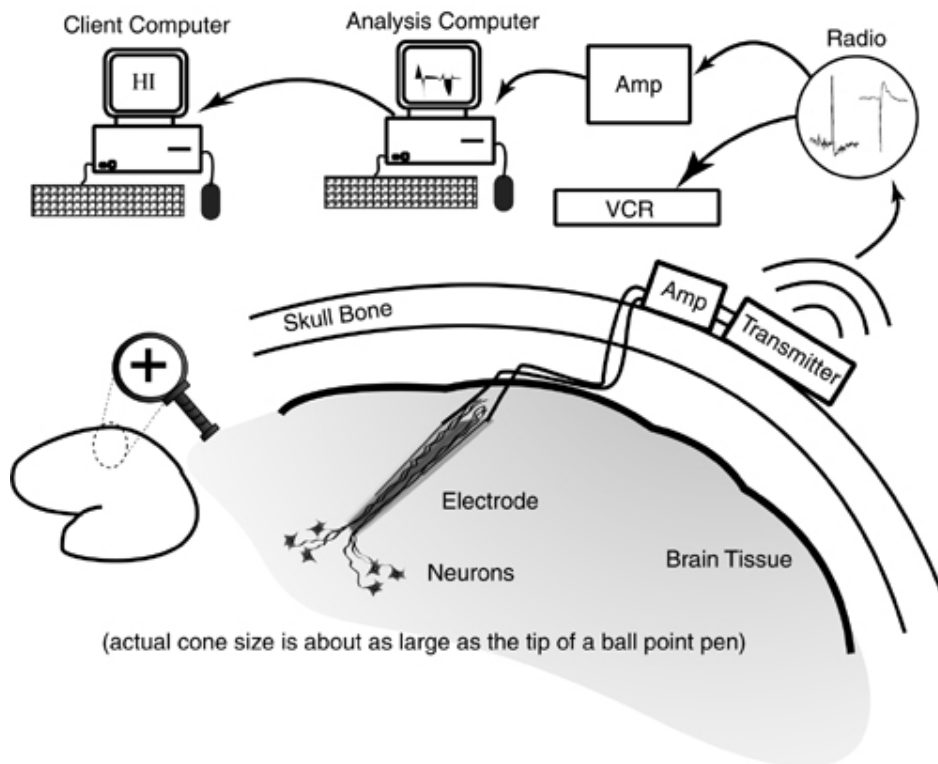 Client Computer
Analysis Computer
Radio
HI
Amp
VCR
Amp
Transmitter
Skull Bone
Electrode
Neurons
Brain Tissue
(actual cone size is about as large as the tip of a ball point pen)